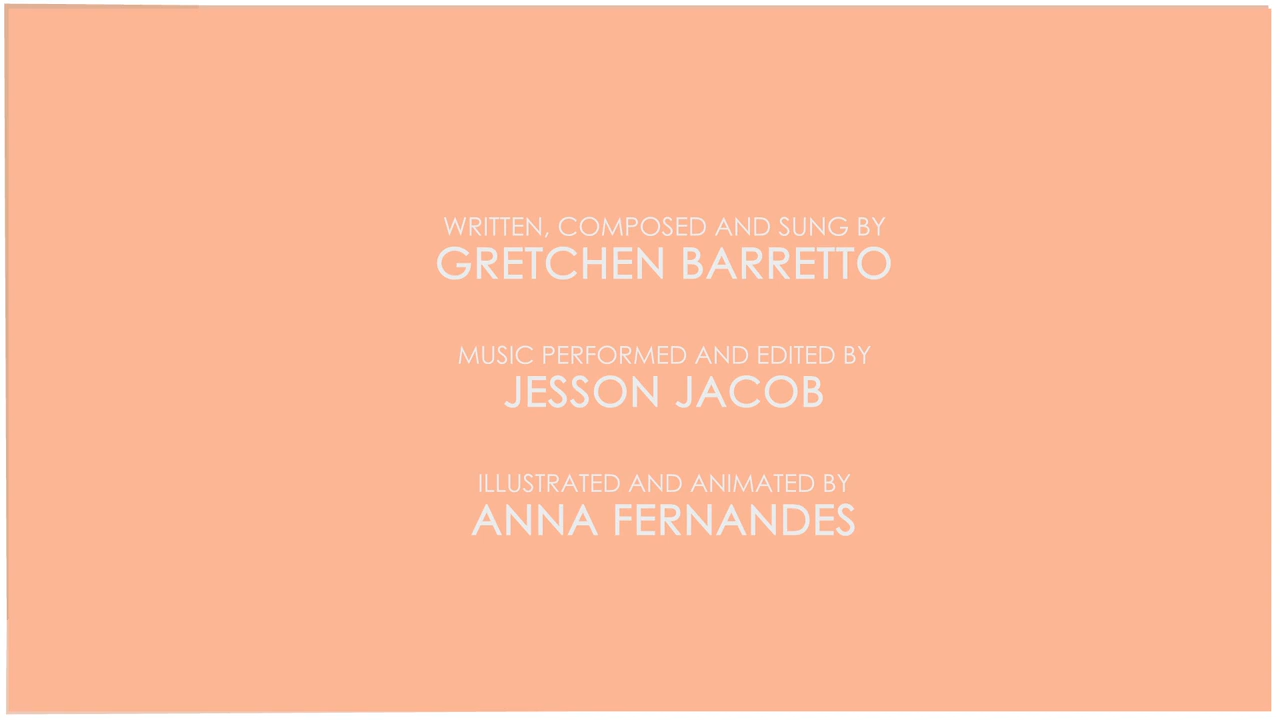 WRITTEN, COMPOSED AND SUNG BY
GRETCHEN BARRETTO
MUSIC PERFORMED AND EDITED BY
JESSON JACOB
ILLUSTRATED AND ANIMATED BY
ANNA FERNANDES